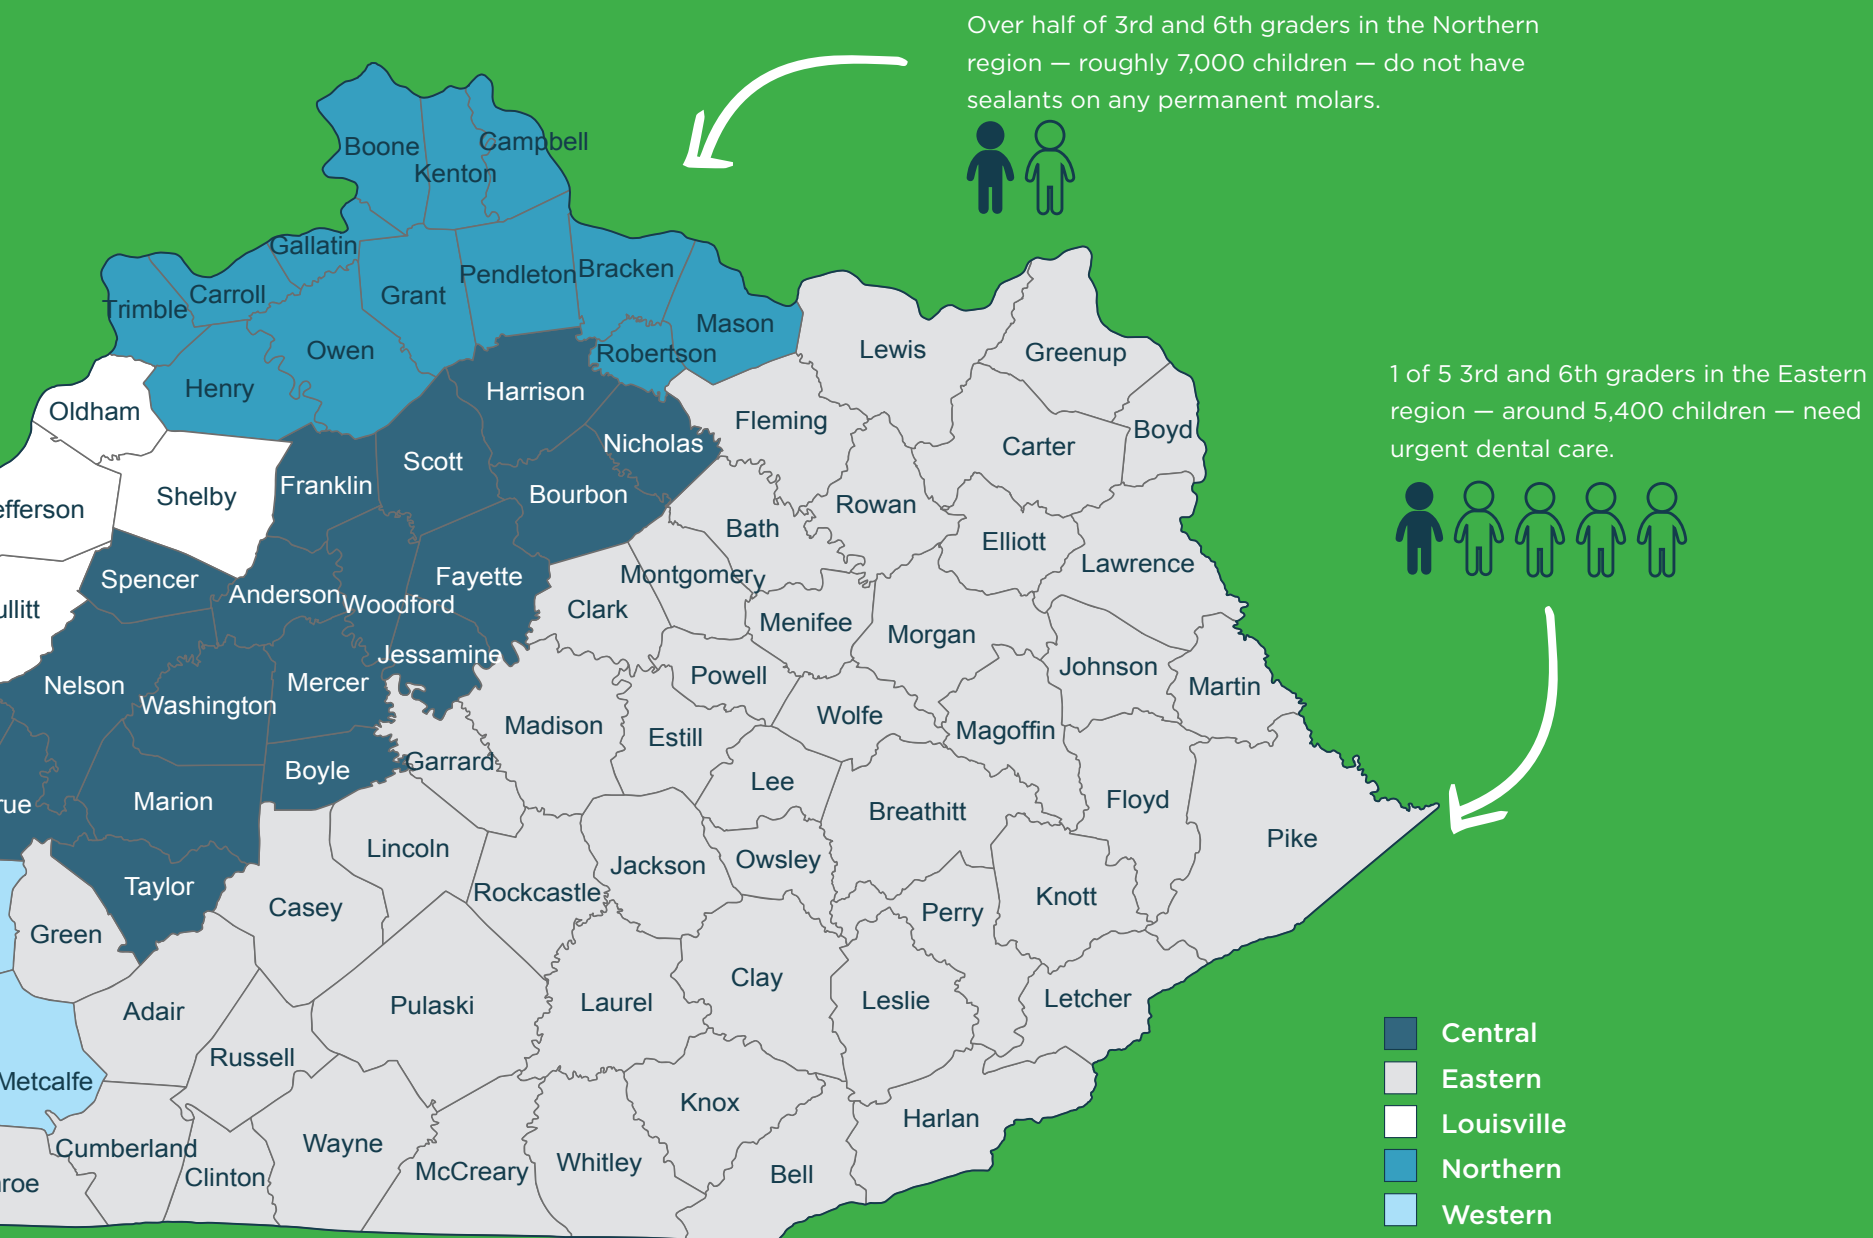 Over half of 3rd and 6th graders in the Northern
region — roughly 7,000 children — do not have
sealants on any permanent molars.
Boone
Campbell
Kenton
Gallatin
Pendleton
Bracken
Carroll
Grant
Trimble
Mason
Owen
Robertson
Lewis
Greenup
Henry
Harrison
Oldham
Fleming
Nicholas
Carter
Boyd
1 of 5 3rd and 6th graders in the Eastern
region — around 5,400 children — need
urgent dental care.
Scott
Franklin
Shelby
Bourbon
efferson
Rowan
Bath
Elliott
Lawrence
Spencer
Fayette
Montgomery
Anderson
Woodford
Clark
ullitt
Menifee
Morgan
Jessamine
Johnson
Powell
Nelson
Mercer
Martin
Washington
Madison
Wolfe
Magoffin
Estill
Garrard
Boyle
Lee
Marion
rue
Breathitt
Floyd
Pike
Lincoln
Owsley
Jackson
Taylor
Rockcastle
Knott
Casey
Perry
Green
Clay
Adair
Pulaski
Laurel
Leslie
Letcher
Russell
Metcalfe
Knox
Harlan
Cumberland
Wayne
Whitley
McCreary
Bell
Clinton
roe
Central
Eastern
Louisville
Northern
Western